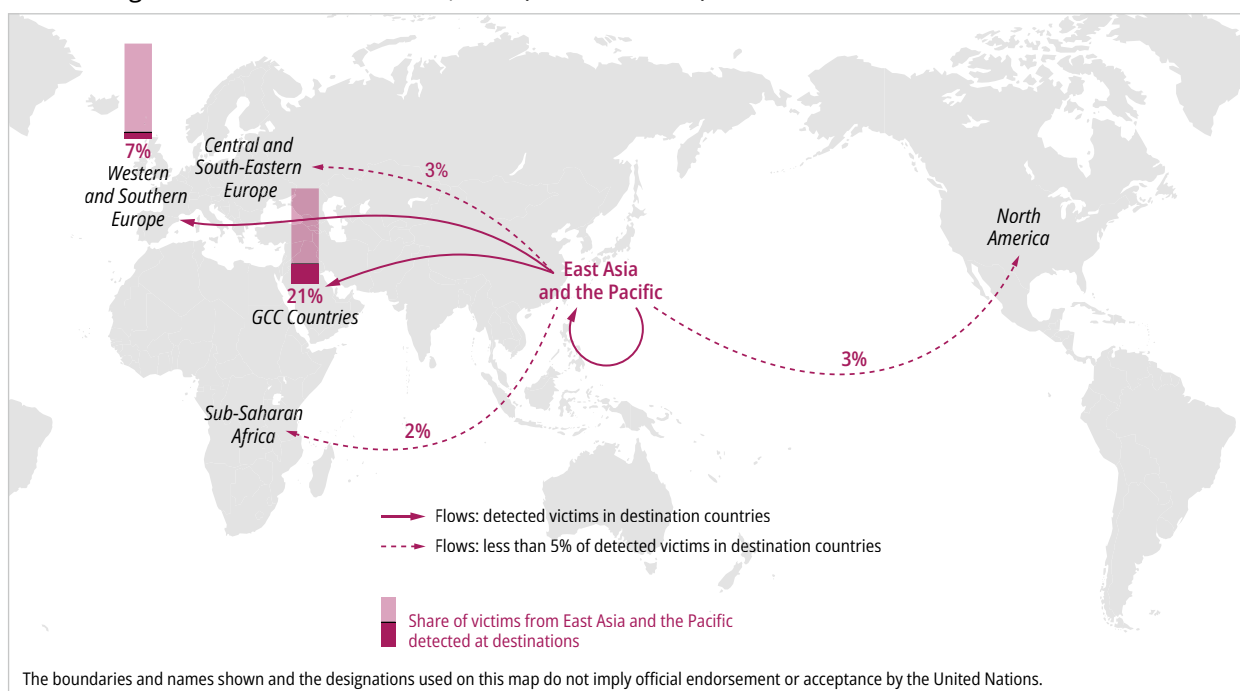 7%
Western
and Southern
Europe
Central and
South-Eastern
Europe
3%
21%
GCC Countries
East Asia
and the Pacific
North
America
3%
Sub-Saharan
Africa
2%
Flows: detected victims in destination countries
Flows: less than 5% of detected victims in destination countries
Share of victims from East Asia and the Pacific
detected at destinations
The boundaries and names shown and the designations used on this map do not imply official endorsement or acceptance by the United Nations.